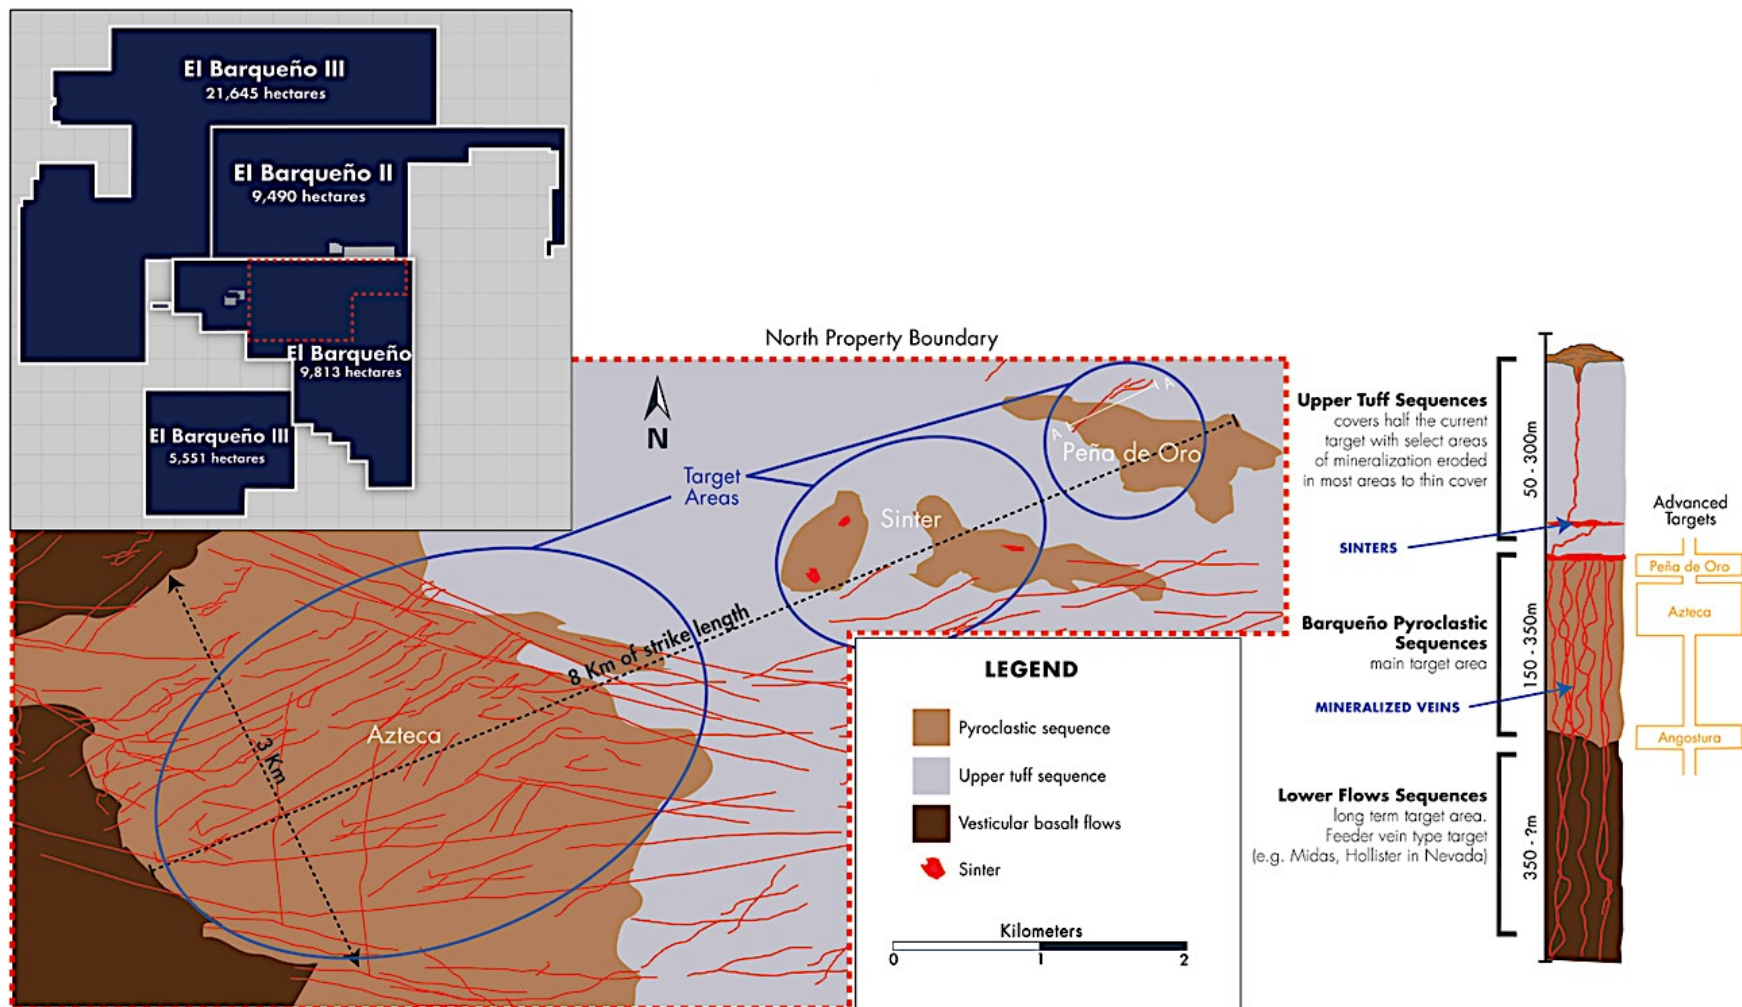 El Barqueño III
21,645 hectares
El Barqueño II
9,490 hectares
El Barqueño
9,813 hectares
El Barqueño III
5,551 hectares
North Property Boundary
N
Target
Areas
A
A
Peña de Oro
Sinter
8 Km of strike length
Azteca
3 Km
LEGEND
Pyroclastic sequence
Upper tuff sequence
Vesticular basalt flows
Sinter
Kilometers
0
1
2
Upper Tuff Sequences
covers half the current
target with select areas
of mineralization eroded
in most areas to thin cover
50 - 300m
SINTERS
Barqueño Pyroclastic
Sequences
main target area
150 - 350m
MINERALIZED VEINS
Lower Flows Sequences
long term target area.
Feeder vein type target
(e.g. Midas, Hollister in Nevada)
350 - ?m
Advanced
Targets
Peña de Oro
Azteca
Angostura